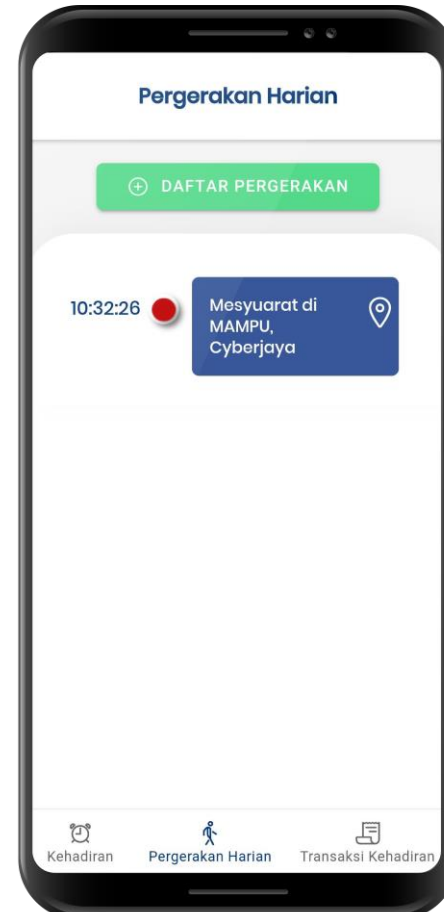 Pergerakan Harian
DAFTAR PERGERAKAN
10:32:26
Mesyuarat di
MAMPU,
Cyberjaya
Kehadiran
Pergerakan Harian
Transaksi Kehadiran